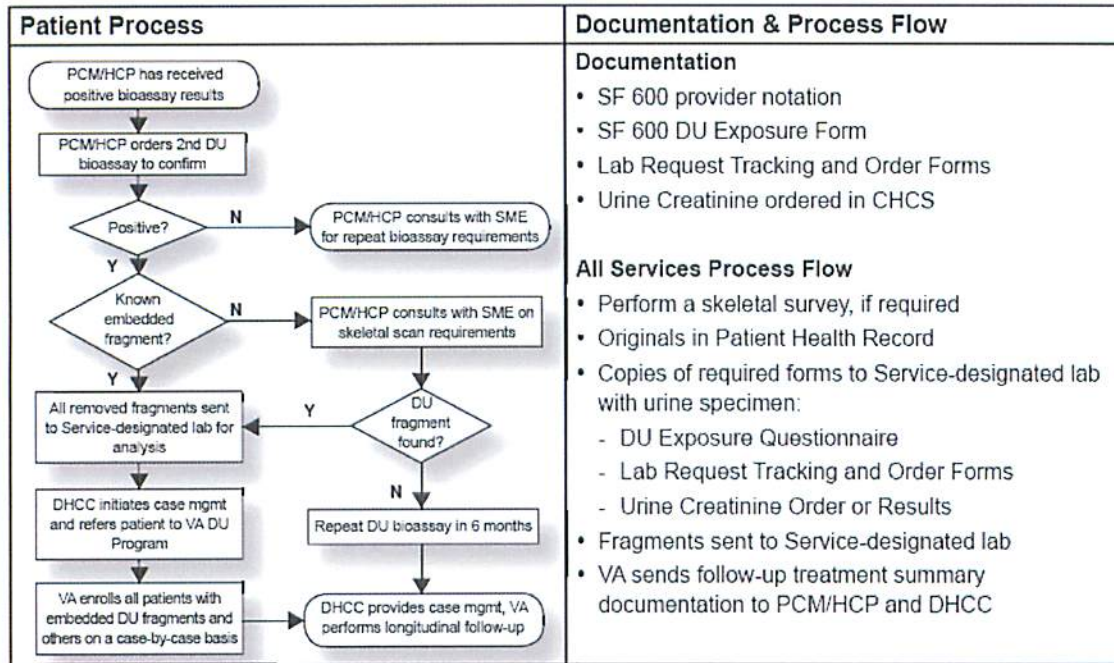 Patient Process
PCM/HCP has received
positive bioassay results
PCM/HCP orders 2nd DU
bioassay to confirm
Positive?
N
PCM/HCP consults with SME
for repeat bioassay requirements
Y
Known
embedded
fragment?
N
PCM/HCP consults with SME on
skeletal scan requirements
Y
All removed fragments sent
to Service-designated lab for
analysis
Y
DU
fragment
found?
N
DHCC initiates case mgmt
and refers patient to VA DU
Program
Repeat DU bioassay in 6 months
VA enrolls all patients with
embedded DU fragments and
others on a case-by-case basis
DHCC provides case mgmt, VA
performs longitudinal follow-up
Documentation & Process Flow
Documentation
• SF 600 provider notation
• SF 600 DU Exposure Form
• Lab Request Tracking and Order Forms
• Urine Creatinine ordered in CHCS
All Services Process Flow
• Perform a skeletal survey, if required
• Originals in Patient Health Record
• Copies of required forms to Service-designated lab
with urine specimen:
- DU Exposure Questionnaire
- Lab Request Tracking and Order Forms
- Urine Creatinine Order or Results
• Fragments sent to Service-designated lab
• VA sends follow-up treatment summary
documentation to PCM/HCP and DHCC